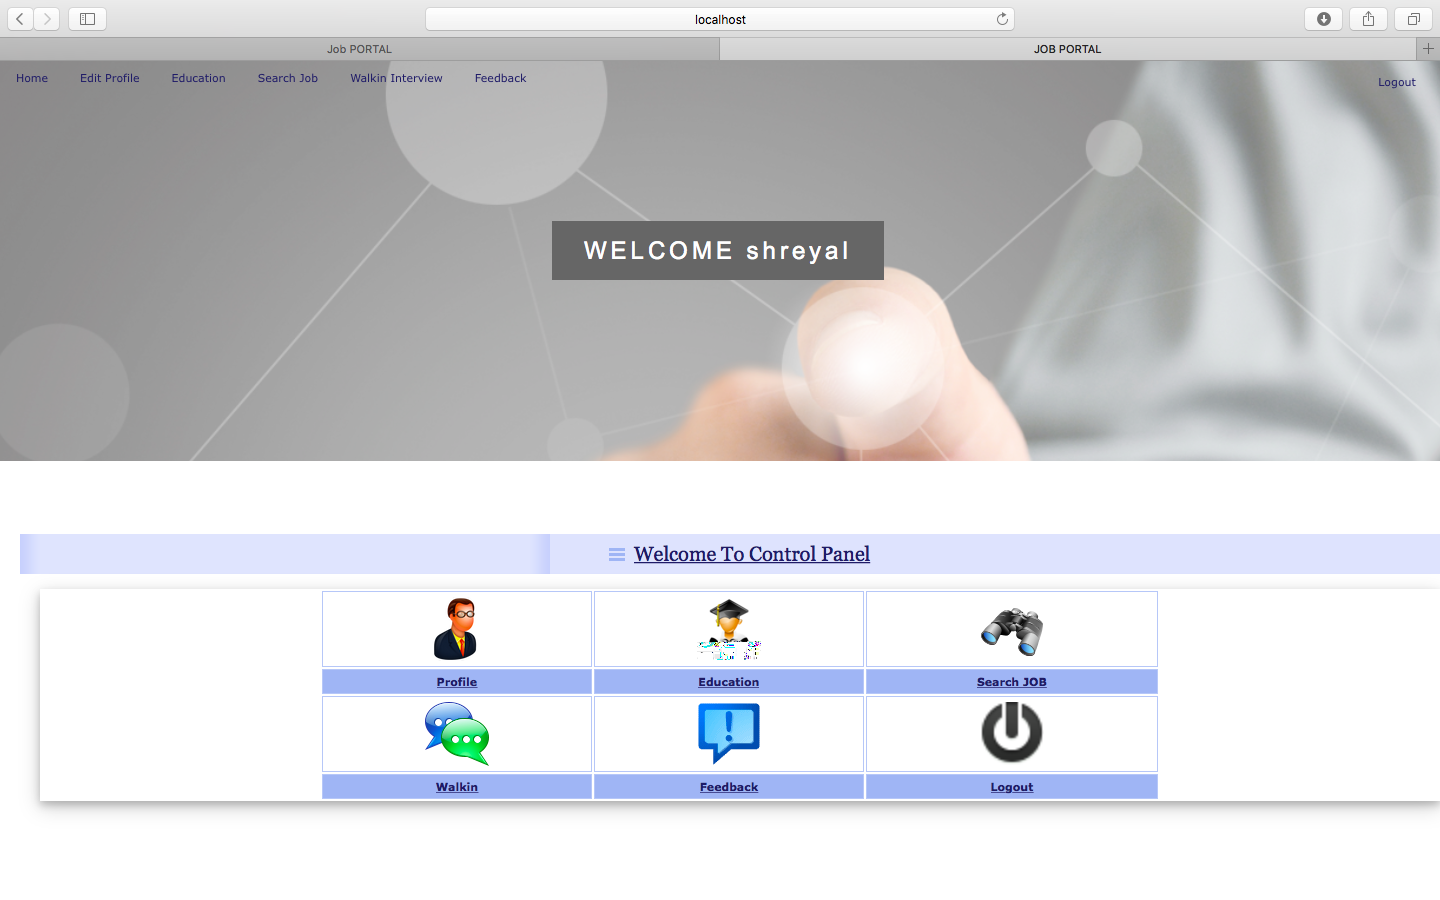 localhost
Job PORTAL
JOB PORTAL
Home Edit Profile Education Search Job Walkin Interview Feedback Logout
WELCOME shreyal
Welcome To Control Panel
Profile Education Search JOB
Walkin Feedback Logout